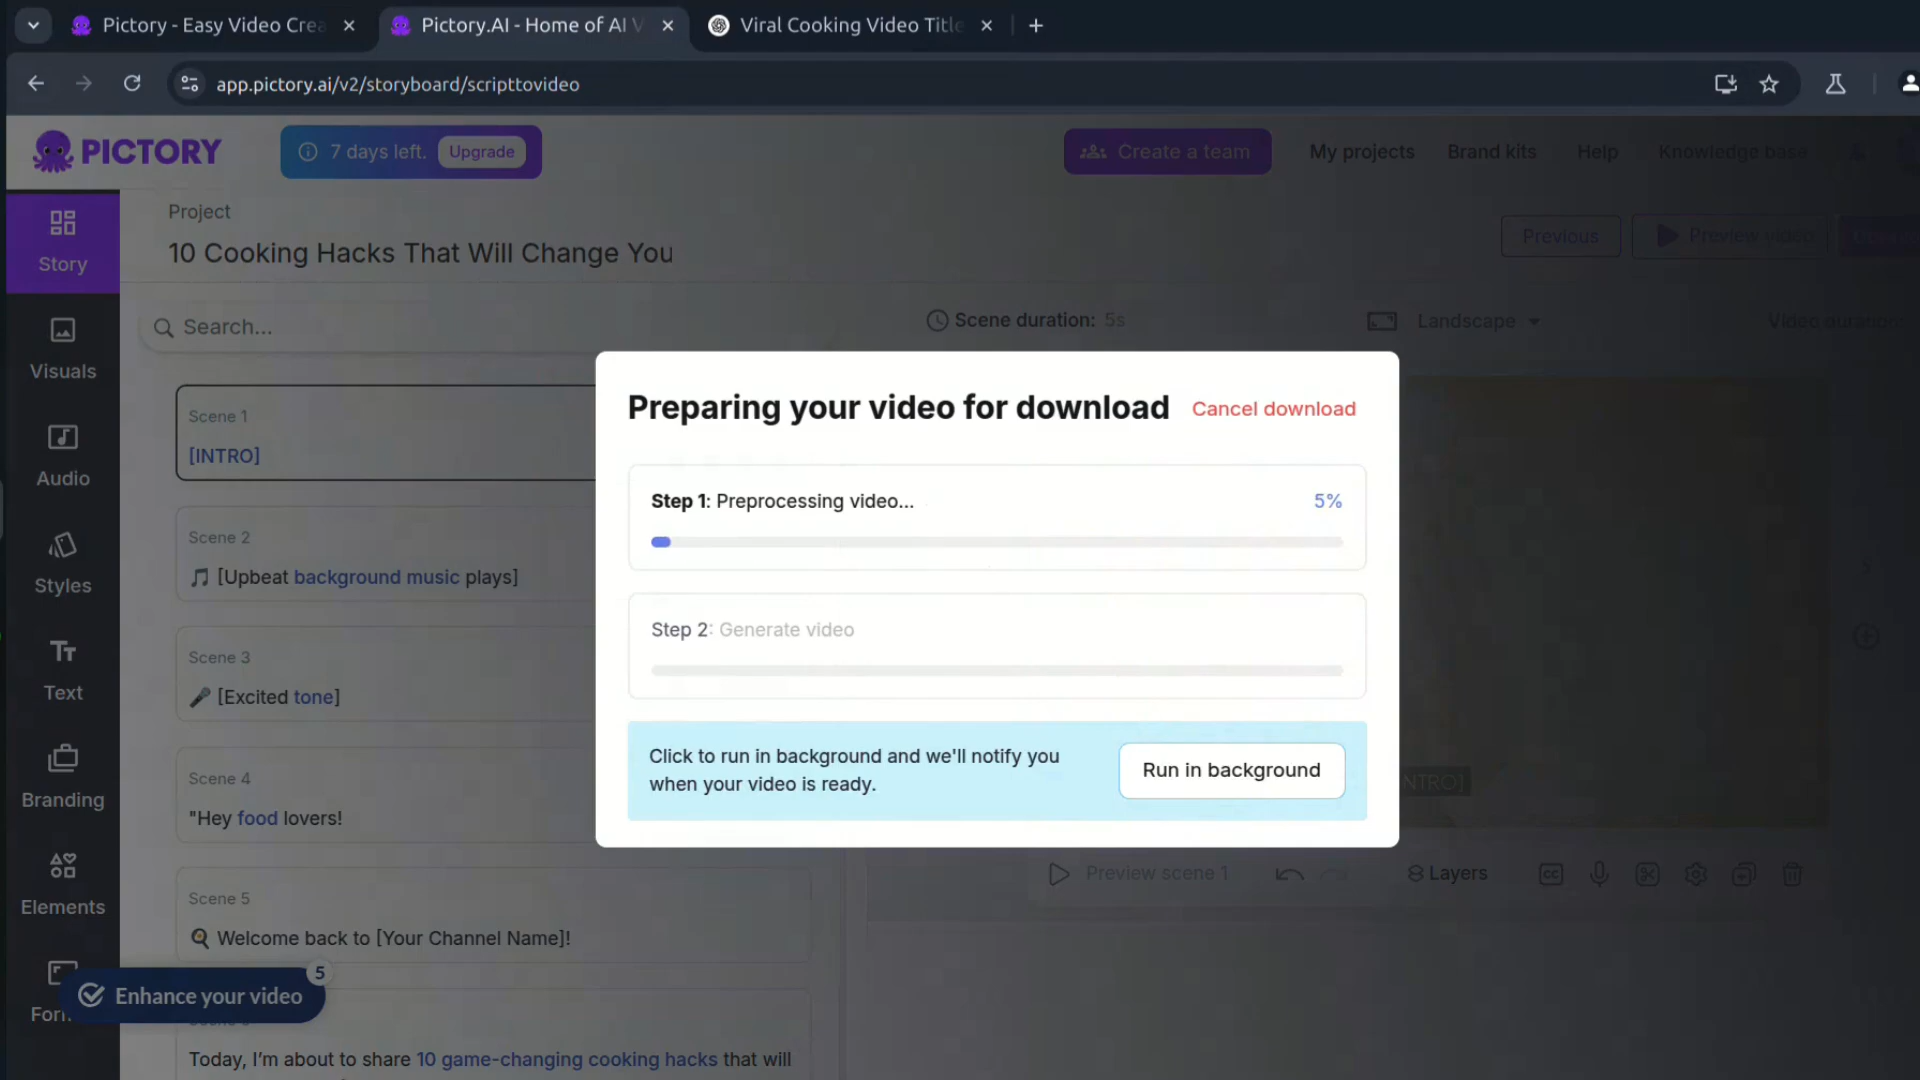 Pictory - Easy Video Crea
Pictory.AI - Home of AI V
Viral Cooking Video Title
app.pictory.ai/v2/storyboard/scripttovideo
PICTORY
7 days left.
Upgrade
Create a team
My projects
Brand kits
Help
Knowledge base
Project
10 Cooking Hacks That Will Change You
Previous
Preview video
Story
Visuals
Audio
Styles
Text
Branding
Elements
Search...
Scene duration: 5s
Landscape
Video duration:
Scene 1
[INTRO]
Scene 2
🎵 [Upbeat background music plays]
Scene 3
🎤 [Excited tone]
Scene 4
"Hey food lovers!
Scene 5
🍳 Welcome back to [Your Channel Name]!
Today, I'm about to share 10 game-changing cooking hacks that will
5
Enhance your video
Preparing your video for download
Cancel download
Step 1: Preprocessing video...
5%
Step 2: Generate video
Click to run in background and we'll notify you
when your video is ready.
Run in background
NTRO]
Preview scene 1
Layers
CC